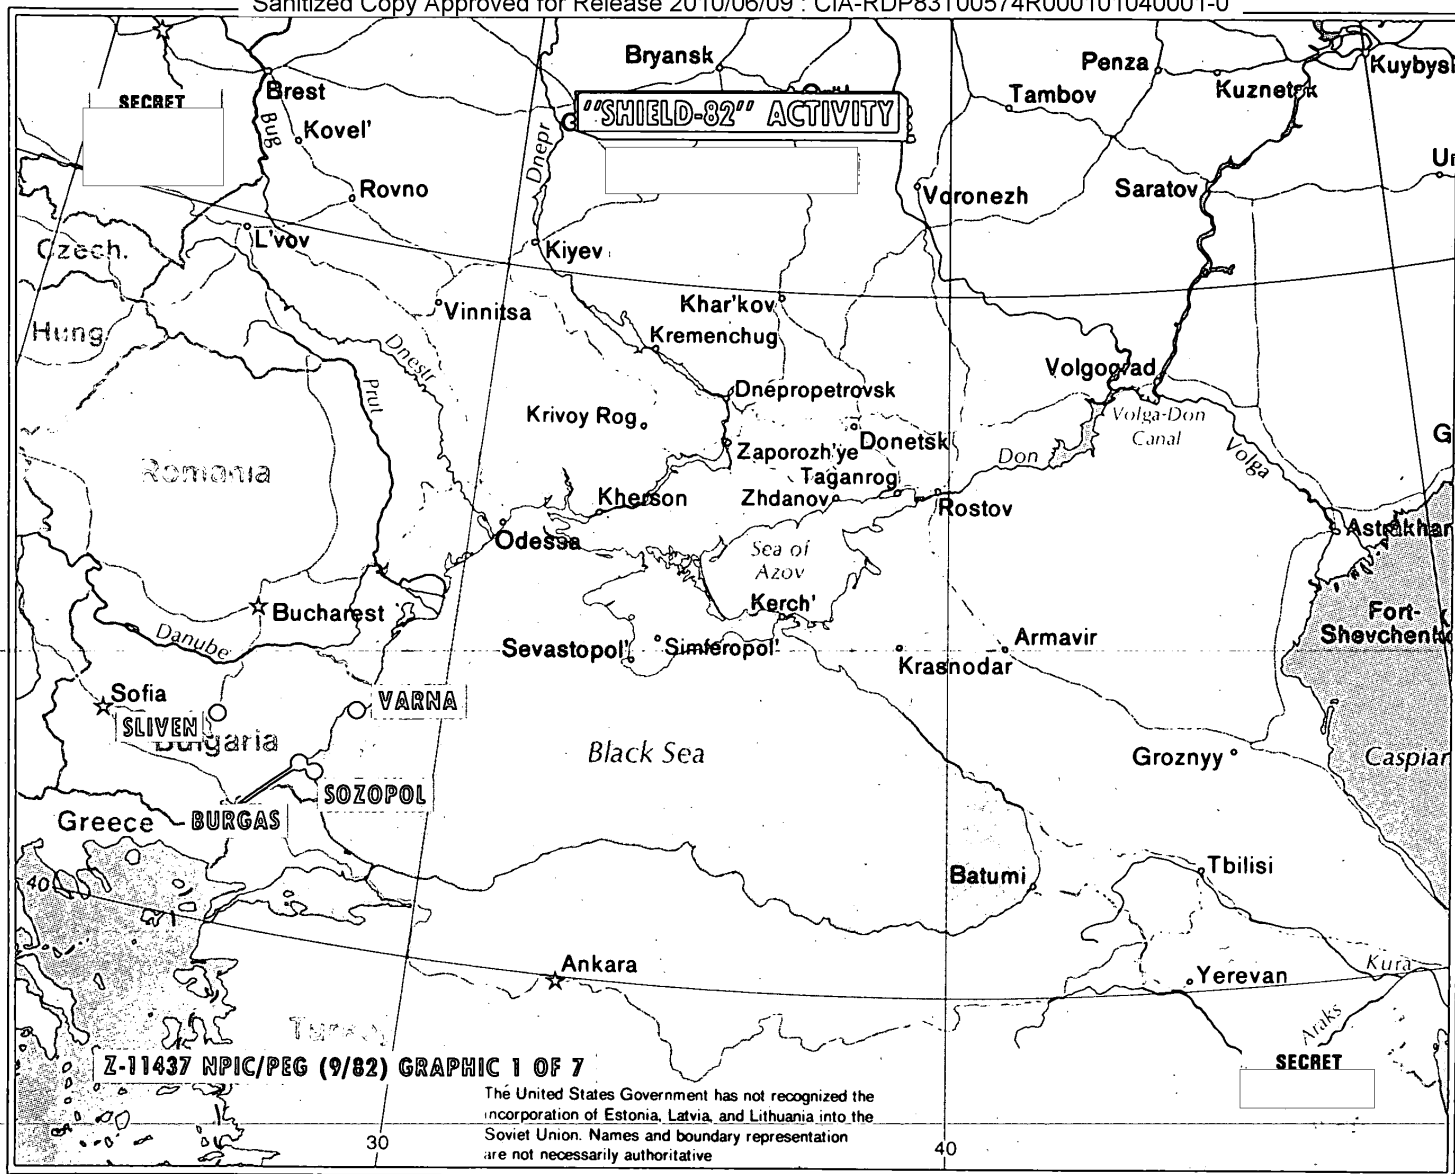 Sanitized Copy Approved for Release 2010/06/09 : CIA-RDP83T00574R000101040001-0
SECRET
"SHIELD-82" ACTIVITY
Bryansk
Penza
Kuybys
Kuznetsk
Tambov
Brest
Bug
Kovel'
Dnepr
Rovno
Voronezh
Saratov
L'vov
Czech.
Kiyev
Vinnitsa
Khar'kov
Hung
Kremenchug
Dnestr
Prut
Volgograd
Dnepropetrovsk
Krivoy Rog
Volga-Don
Canal
Donetsk
Zaporozh'ye
Don
Volga
Romania
Taganrog
Zhdanov
Kherson
Rostov
Odessa
Astrakhan
Sea of
Azov
Kerch'
Bucharest
Fort-
Shevchenko
Danube
Sevastopol'
Simferopol'
Armavir
Krasnodar
Sofia
VARNA
SLIVEN
Bulgaria
Black Sea
Groznyy
Caspian
SOZOPOL
BURGAS
Greece
40
Batumi
Tbilisi
Ankara
Kura
Yerevan
Araks
Z-11437 NPIC/PEG (9/82) GRAPHIC 1 OF 7
SECRET
The United States Government has not recognized the
incorporation of Estonia, Latvia, and Lithuania into the
Soviet Union. Names and boundary representation
are not necessarily authoritative
30
40